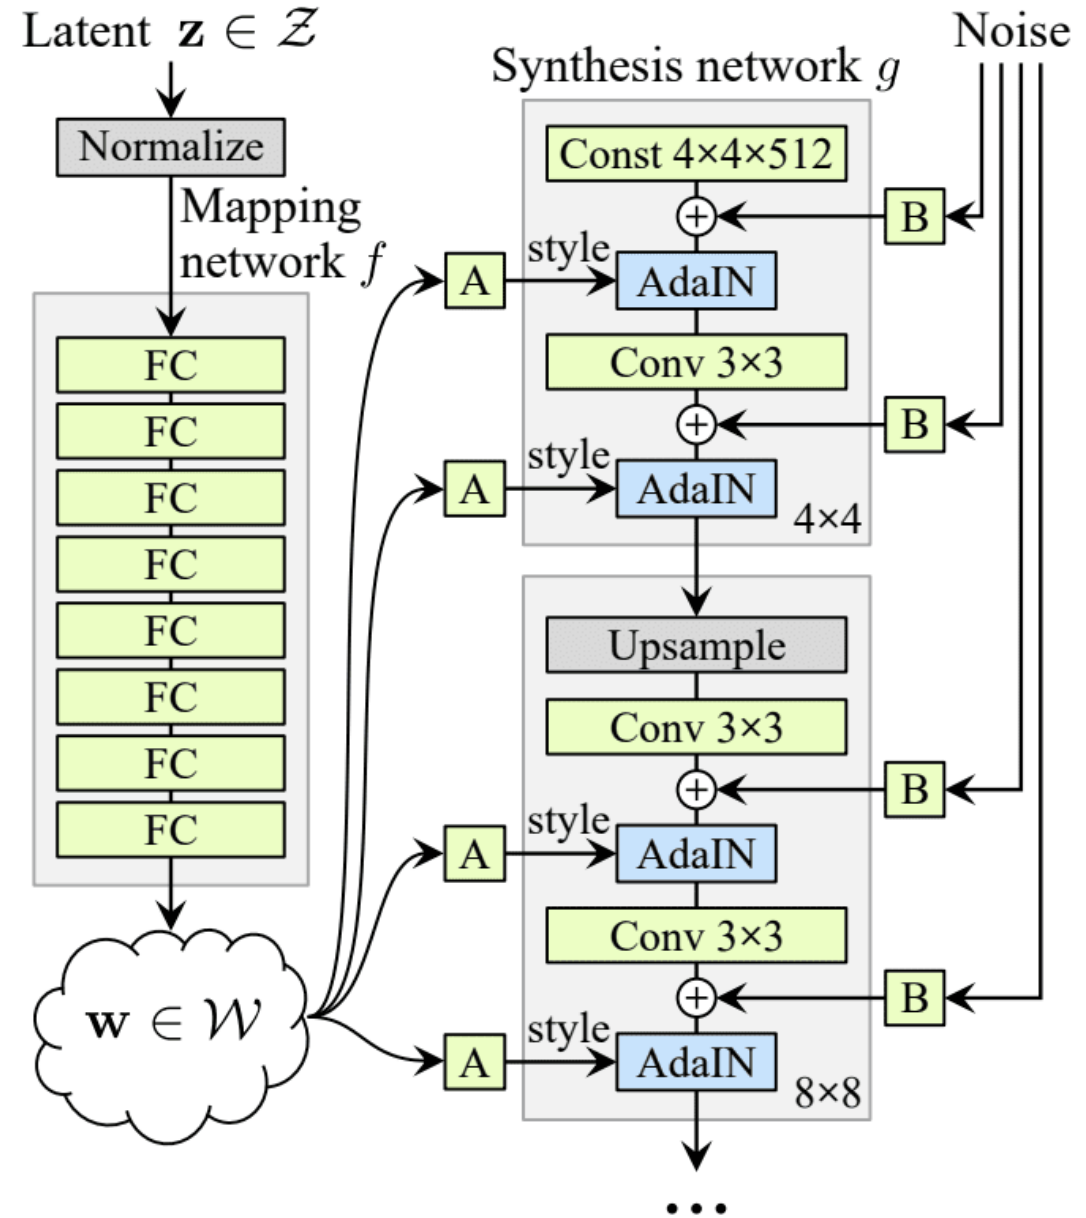 Latent z ∈ 𝒵
Normalize
Mapping
network f
FC
FC
FC
FC
FC
FC
FC
FC
w ∈ 𝒲
A
A
A
A
style
style
style
style
Synthesis network g
Const 4×4×512
AdaIN
Conv 3×3
AdaIN
4×4
Upsample
Conv 3×3
AdaIN
Conv 3×3
AdaIN
8×8
...
Noise
B
B
B
B